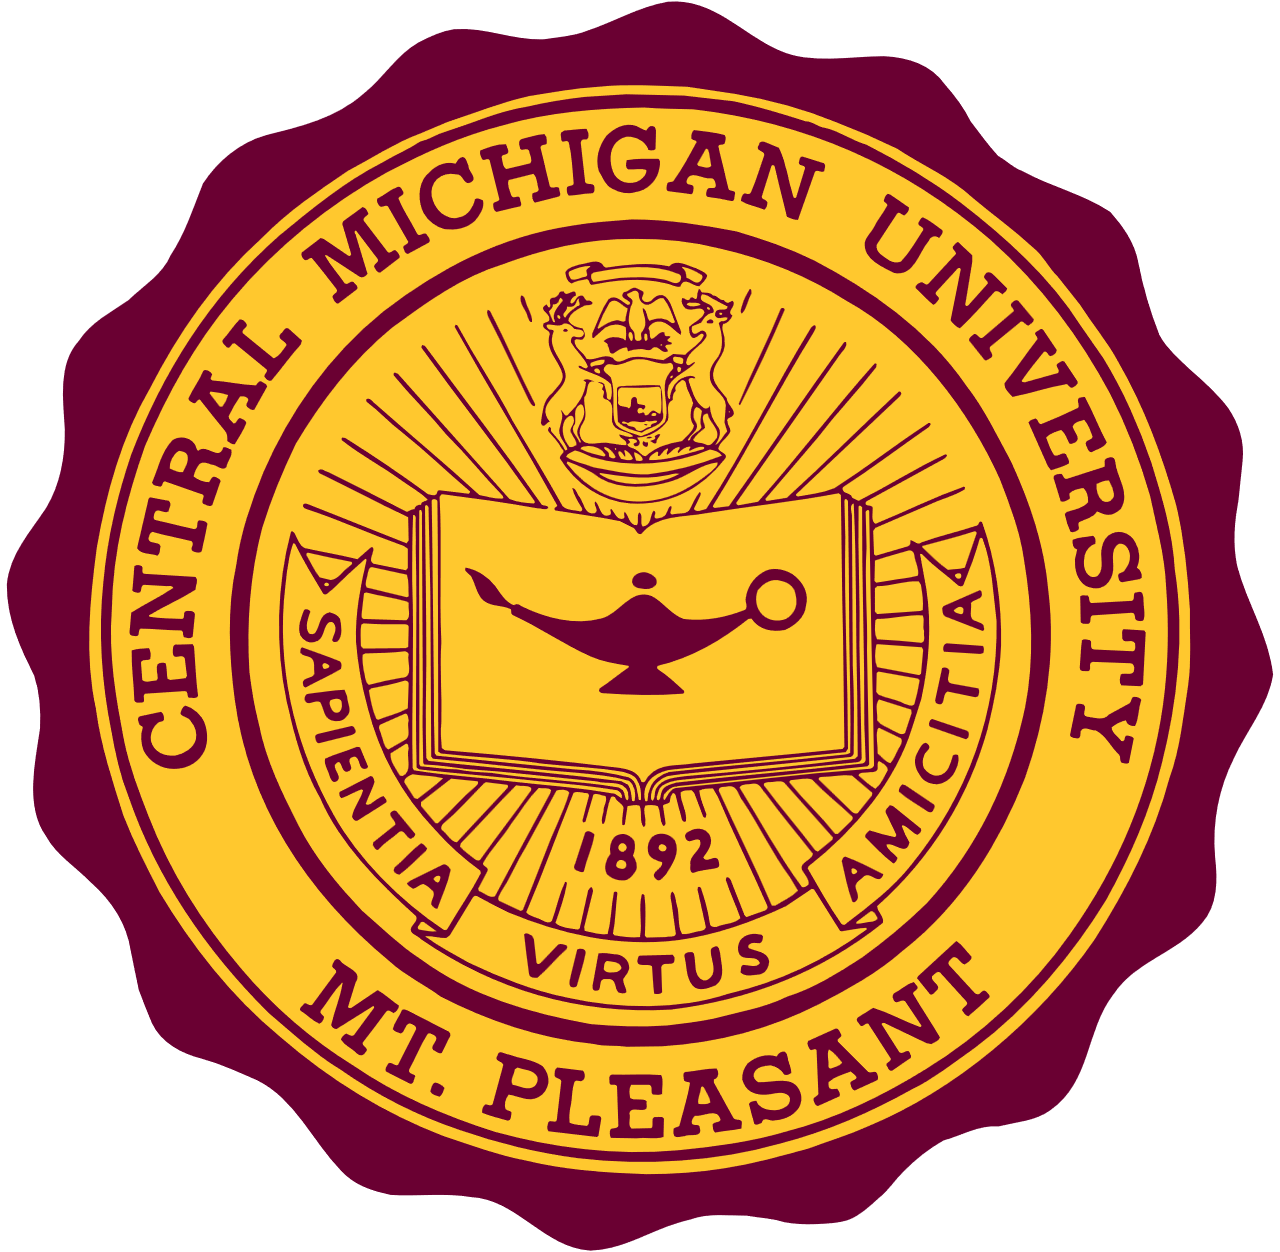 CENTRAL MICHIGAN UNIVERSITY
SAPIENTIA
VIRTUS
AMICITIA
1892
MT. PLEASANT